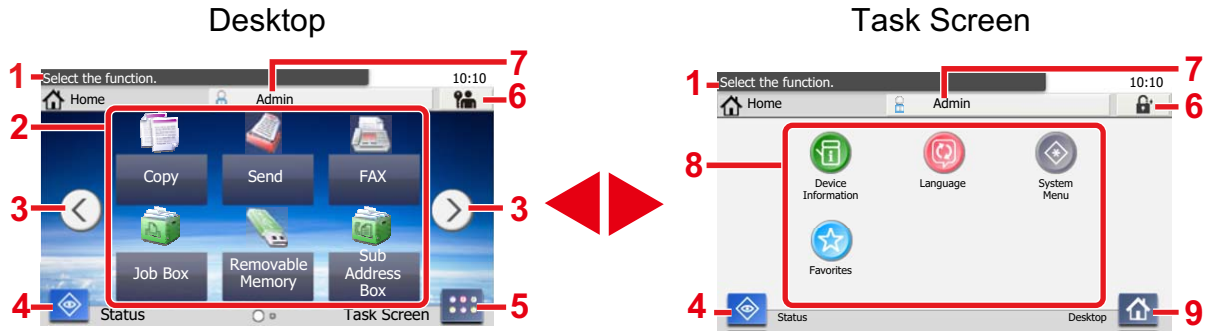 Desktop
Task Screen
1
Select the function.
10:10
7
Home
Admin
6
2
Copy
Send
FAX
3
3
Job Box
Removable
Memory
Sub
Address
Box
4
Status
Task Screen
5
1
Select the function.
10:10
7
Home
Admin
6
8
Device
Information
Language
System
Menu
Favorites
4
Status
Desktop
9